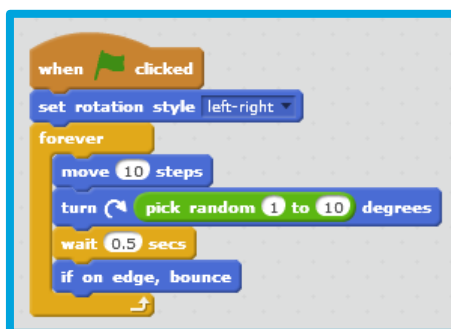 when clicked
set rotation style left-right
forever
move 10 steps
turn pick random 1 to 10 degrees
wait 0.5 secs
if on edge, bounce